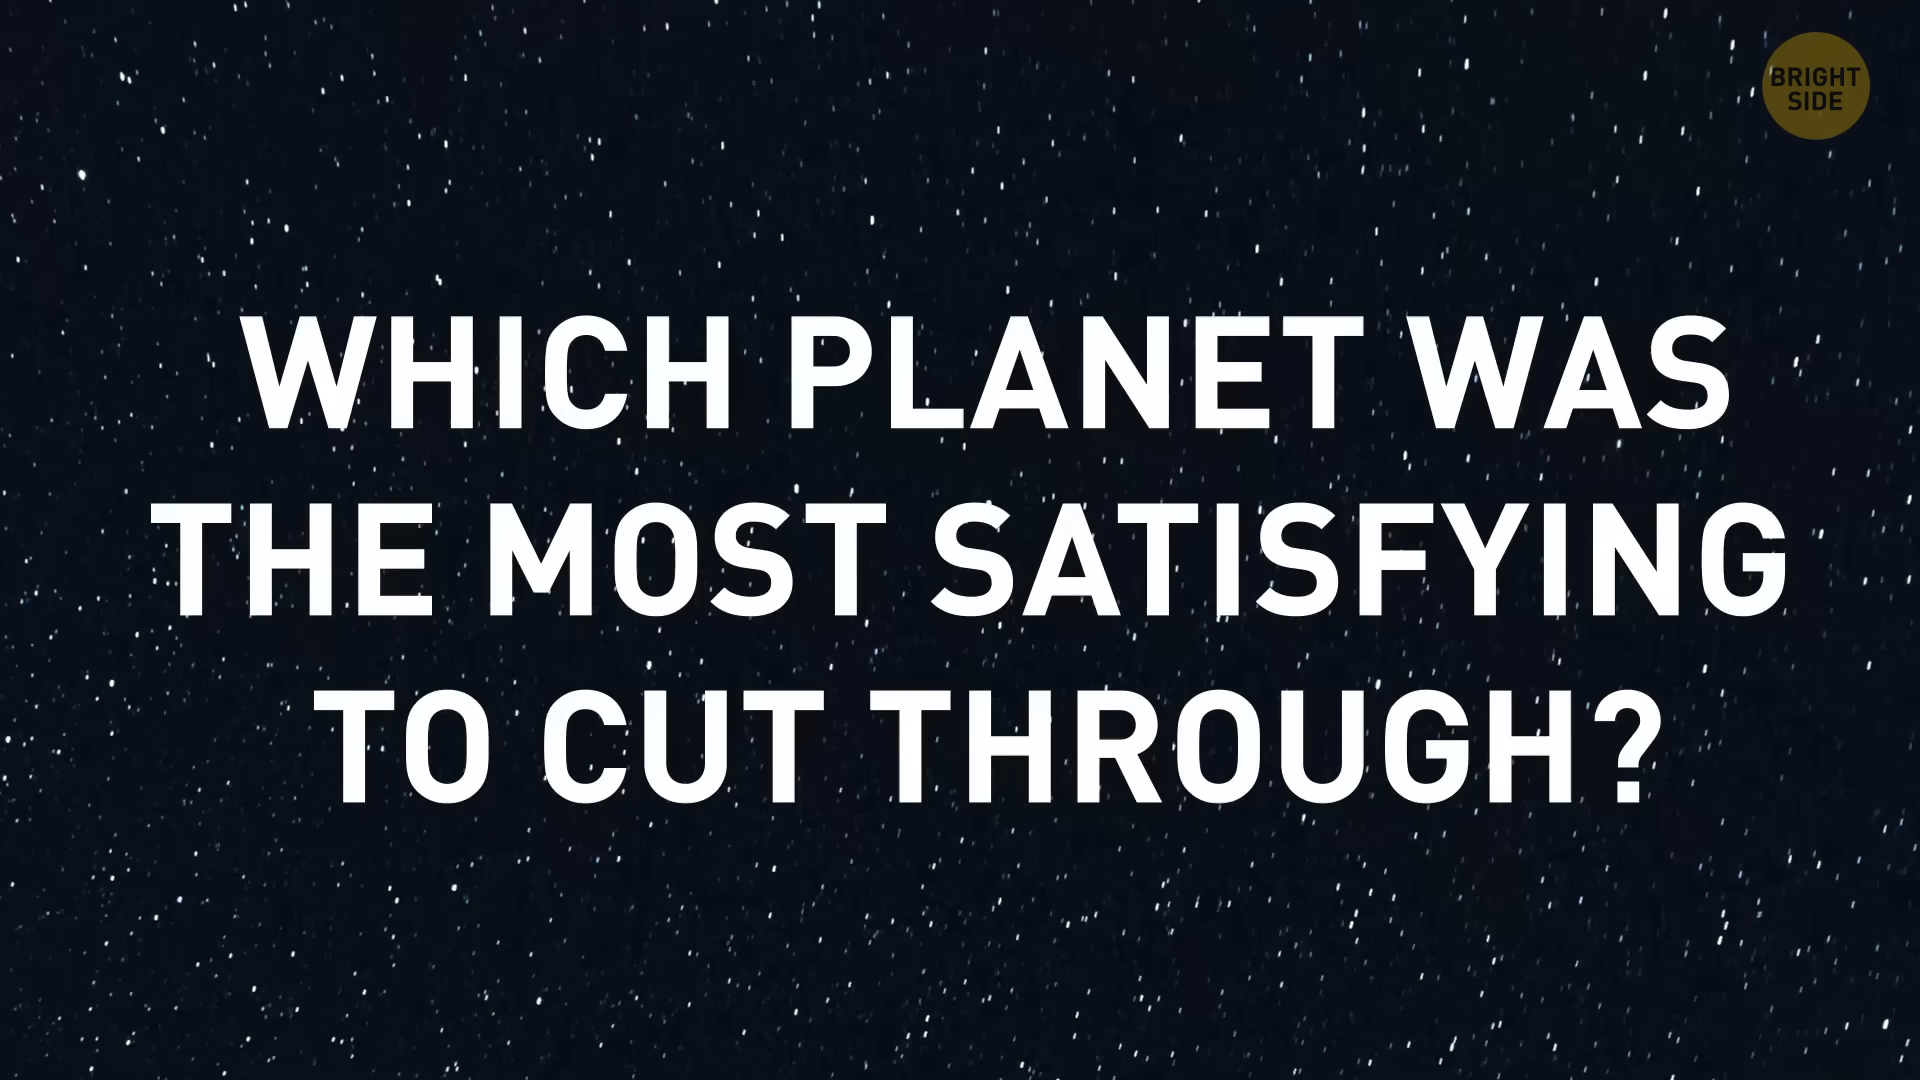 BRIGHT
SIDE
WHICH PLANET WAS
THE MOST SATISFYING
TO CUT THROUGH?